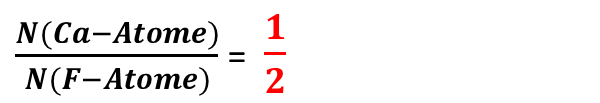 N(Ca−Atome)
N(F−Atome)
=
1
2